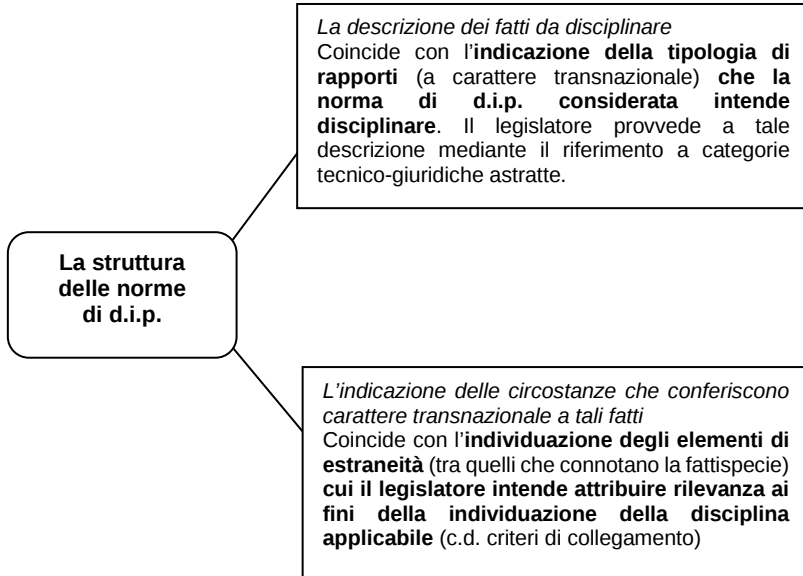 La descrizione dei fatti da disciplinare
Coincide con l'indicazione della tipologia di
rapporti (a carattere transnazionale) che la
norma di d.i.p. considerata intende
disciplinare. Il legislatore provvede a tale
descrizione mediante il riferimento a categorie
tecnico-giuridiche astratte.
La struttura
delle norme
di d.i.p.
L'indicazione delle circostanze che conferiscono
carattere transnazionale a tali fatti
Coincide con l'individuazione degli elementi di
estraneità (tra quelli che connotano la fattispecie)
cui il legislatore intende attribuire rilevanza ai
fini della individuazione della disciplina
applicabile (c.d. criteri di collegamento)